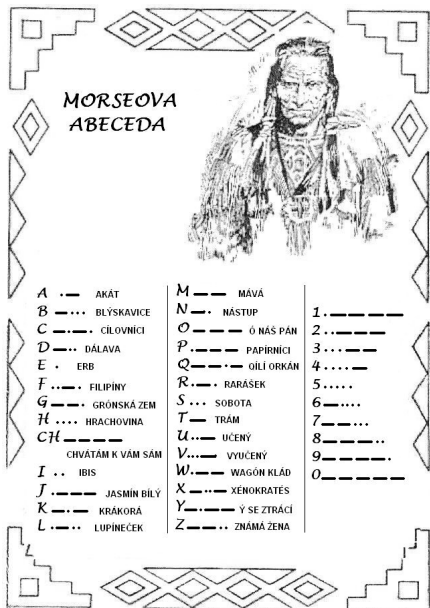 MORSEOVA
ABECEDA
A .— AKÁT
B —... BLÝSKAVICE
C —.—. CÍLOVNÍCI
D —.. DÁLAVA
E . ERB
F ..—. FILIPÍNY
G ——. GRÓNSKÁ ZEM
H .... HRACHOVINA
CH ————
CHVÁTÁM K VÁM SÁM
I .. IBIS
J .——— JASMÍN BÍLÝ
K —.— KRÁKORÁ
L .—.. LUPÍNEČEK
M —— MÁVÁ
N —. NÁSTUP
O ——— Ó NÁŠ PÁN
P .——. PAPÍRNÍCI
Q ——.— QÍLÍ ORKÁN
R .—. RARÁŠEK
S ... SOBOTA
T — TRÁM
U ..— UČENÝ
V ...— VYUČENÝ
W .—— WAGÓN KLÁD
X —..— XÉNOKRATÉS
Y —.—— Ý SE ZTRÁCÍ
Z ——.. ZNÁMÁ ŽENA
1 .————
2 ..———
3 ...——
4 ....—
5 .....
6 —....
7 ——...
8 ———..
9 ————.
0 —————